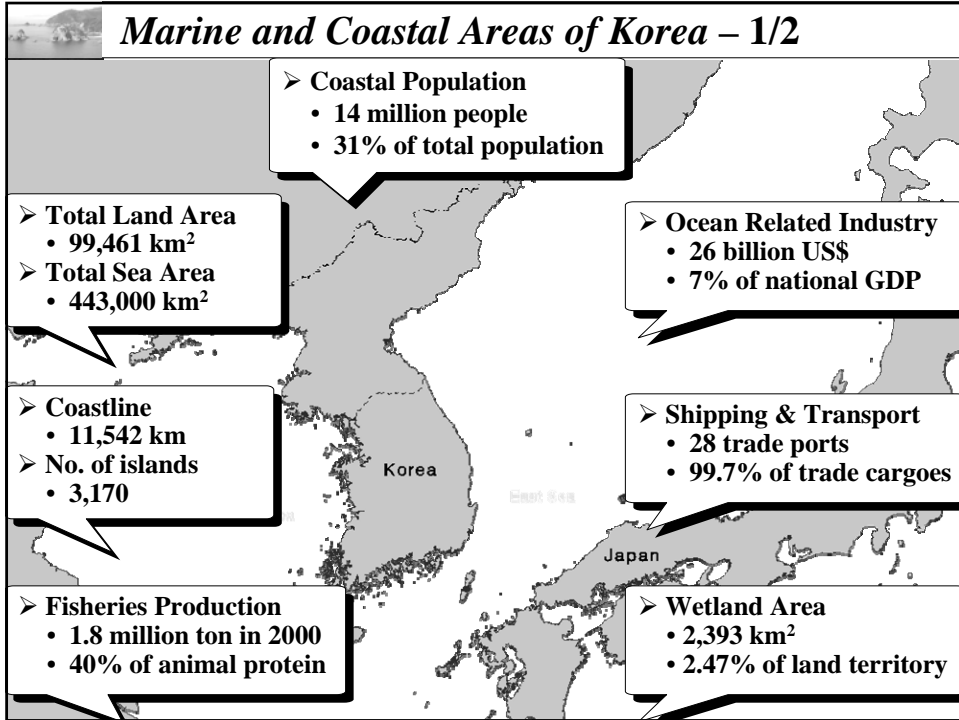 Marine and Coastal Areas of Korea – 1/2
➢ Coastal Population
• 14 million people
• 31% of total population
➢ Total Land Area
• 99,461 km²
➢ Total Sea Area
• 443,000 km²
➢ Ocean Related Industry
• 26 billion US$
• 7% of national GDP
➢ Coastline
• 11,542 km
➢ No. of islands
• 3,170
➢ Shipping & Transport
• 28 trade ports
• 99.7% of trade cargoes
Korea
East Sea
Japan
➢ Fisheries Production
• 1.8 million ton in 2000
• 40% of animal protein
➢ Wetland Area
• 2,393 km²
• 2.47% of land territory